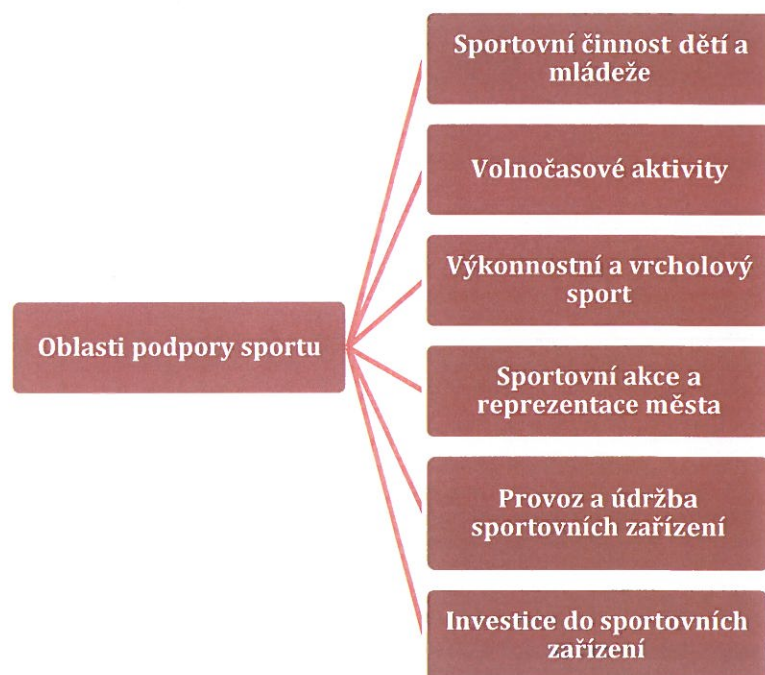 Sportovní činnost dětí a
mládeže
Volnočasové aktivity
Výkonnostní a vrcholový
sport
Oblasti podpory sportu
Sportovní akce a
reprezentace města
Provoz a údržba
sportovních zařízení
Investice do sportovních
zařízení